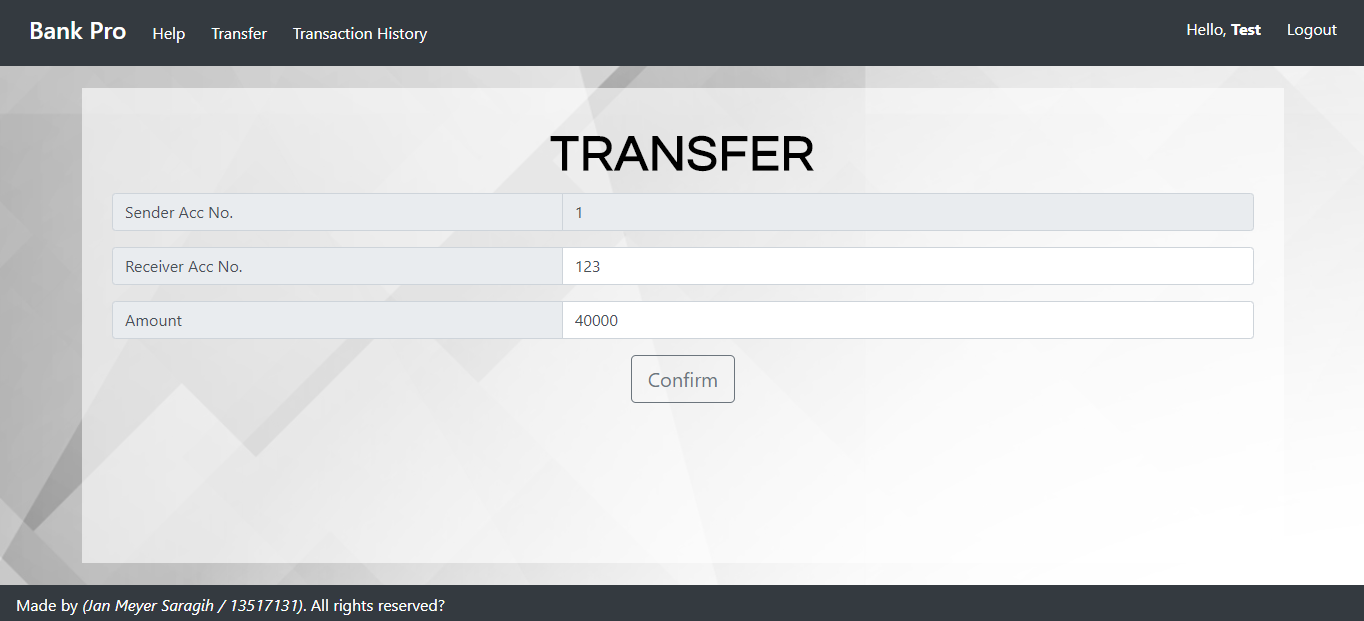 Bank Pro Help Transfer Transaction History Hello, Test Logout
TRANSFER
Sender Acc No. 1
Receiver Acc No. 123
Amount 40000
Confirm
Made by (Jan Meyer Saragih / 13517131). All rights reserved?